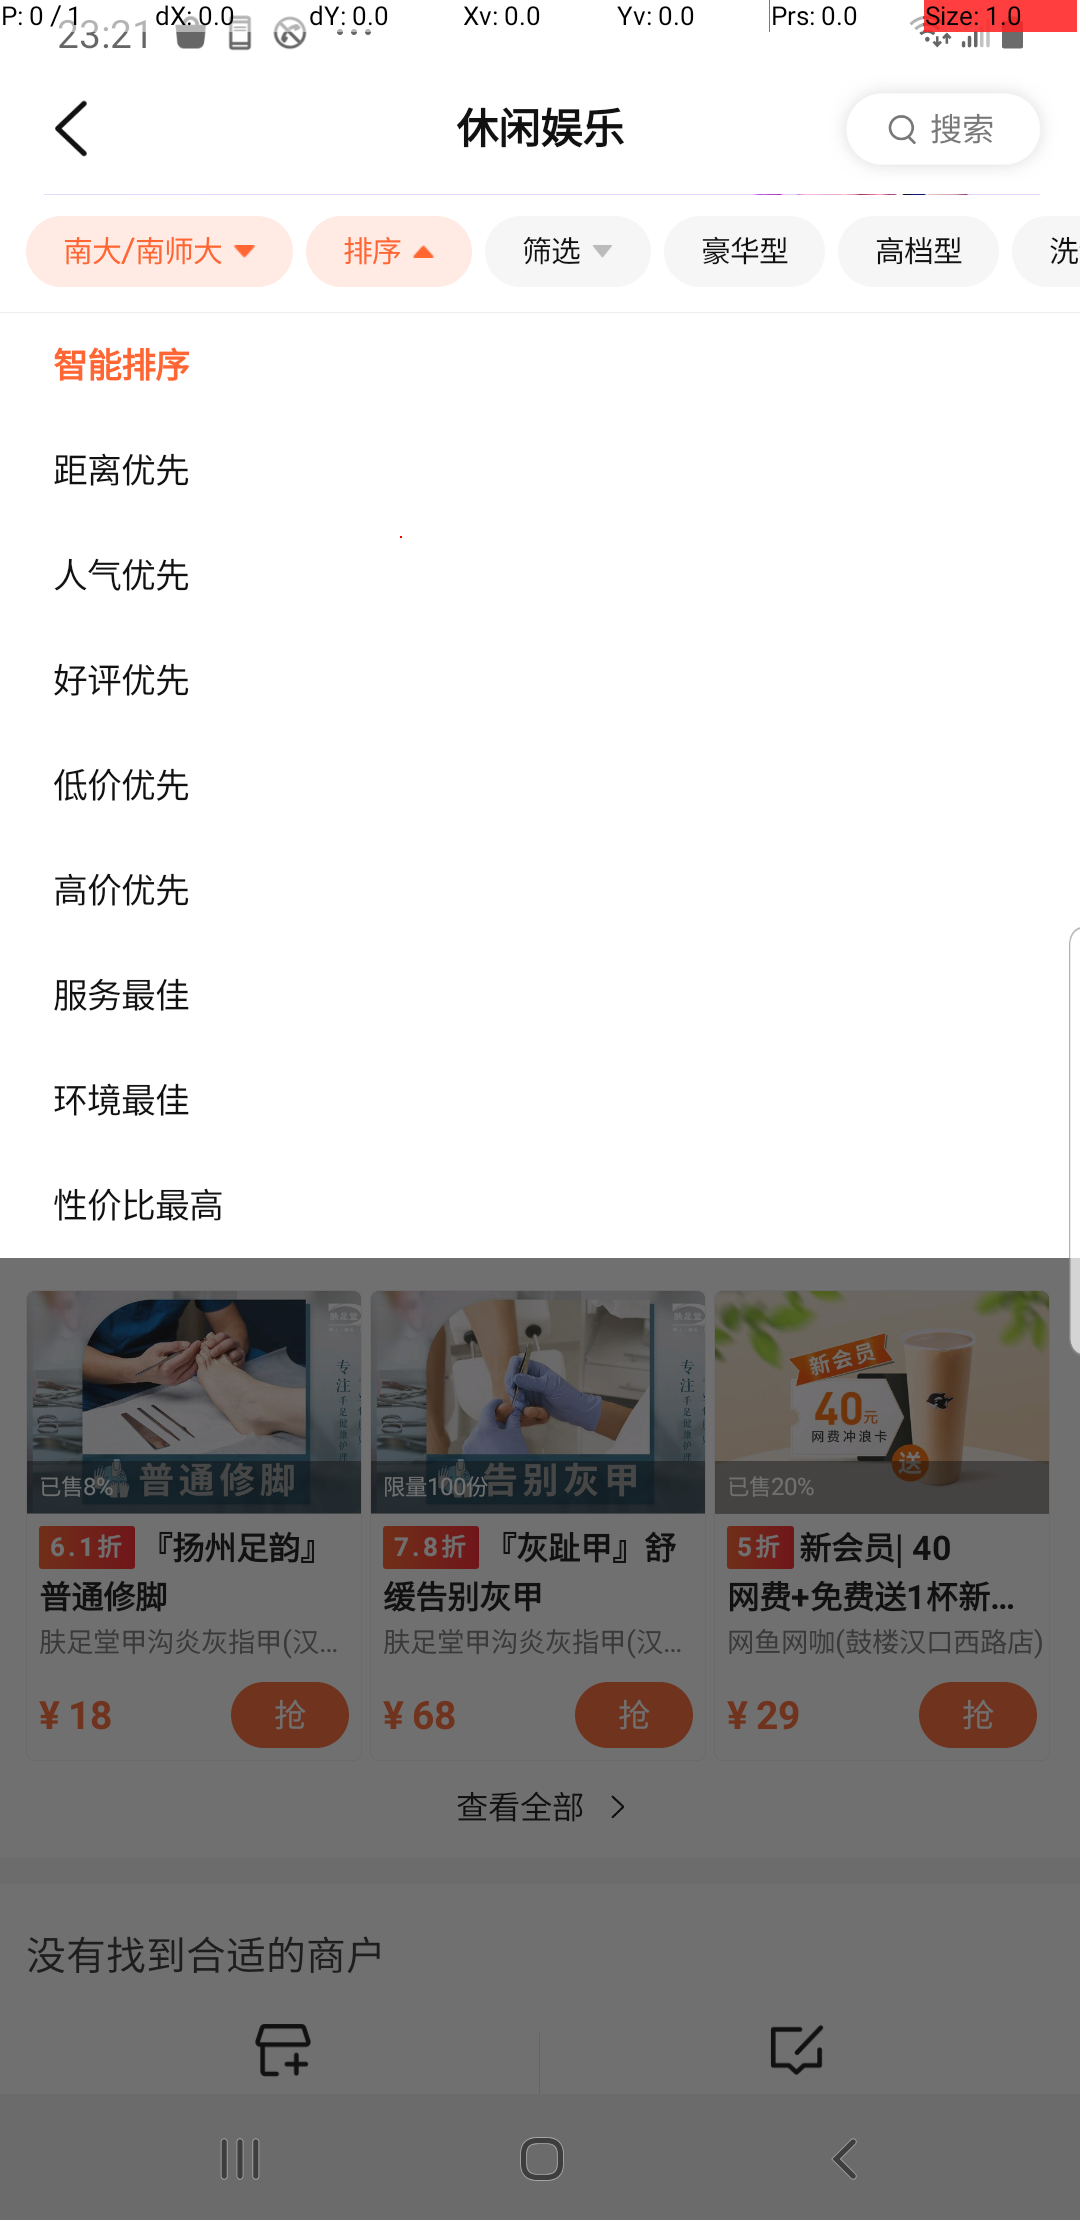 P: 0 / 1 dX: 0.0 dY: 0.0 Xv: 0.0 Yv: 0.0 Prs: 0.0 Size: 1.0
23:21
休闲娱乐
搜索
南大/南师大 排序 筛选 豪华型 高档型 洗
智能排序
距离优先
人气优先
好评优先
低价优先
高价优先
服务最佳
环境最佳
性价比最高
专注手足健康护理
普通修脚
已售8%
告别灰甲
限量100份
新会员
40元
网费冲浪卡
送
已售20%
6.1折 『扬州足韵』
普通修脚
肤足堂甲沟炎灰指甲(汉...
¥ 18 抢
7.8折 『灰趾甲』舒
缓告别灰甲
肤足堂甲沟炎灰指甲(汉...
¥ 68 抢
5折 新会员| 40
网费+免费送1杯新...
网鱼网咖(鼓楼汉口西路店)
¥ 29 抢
查看全部
没有找到合适的商户